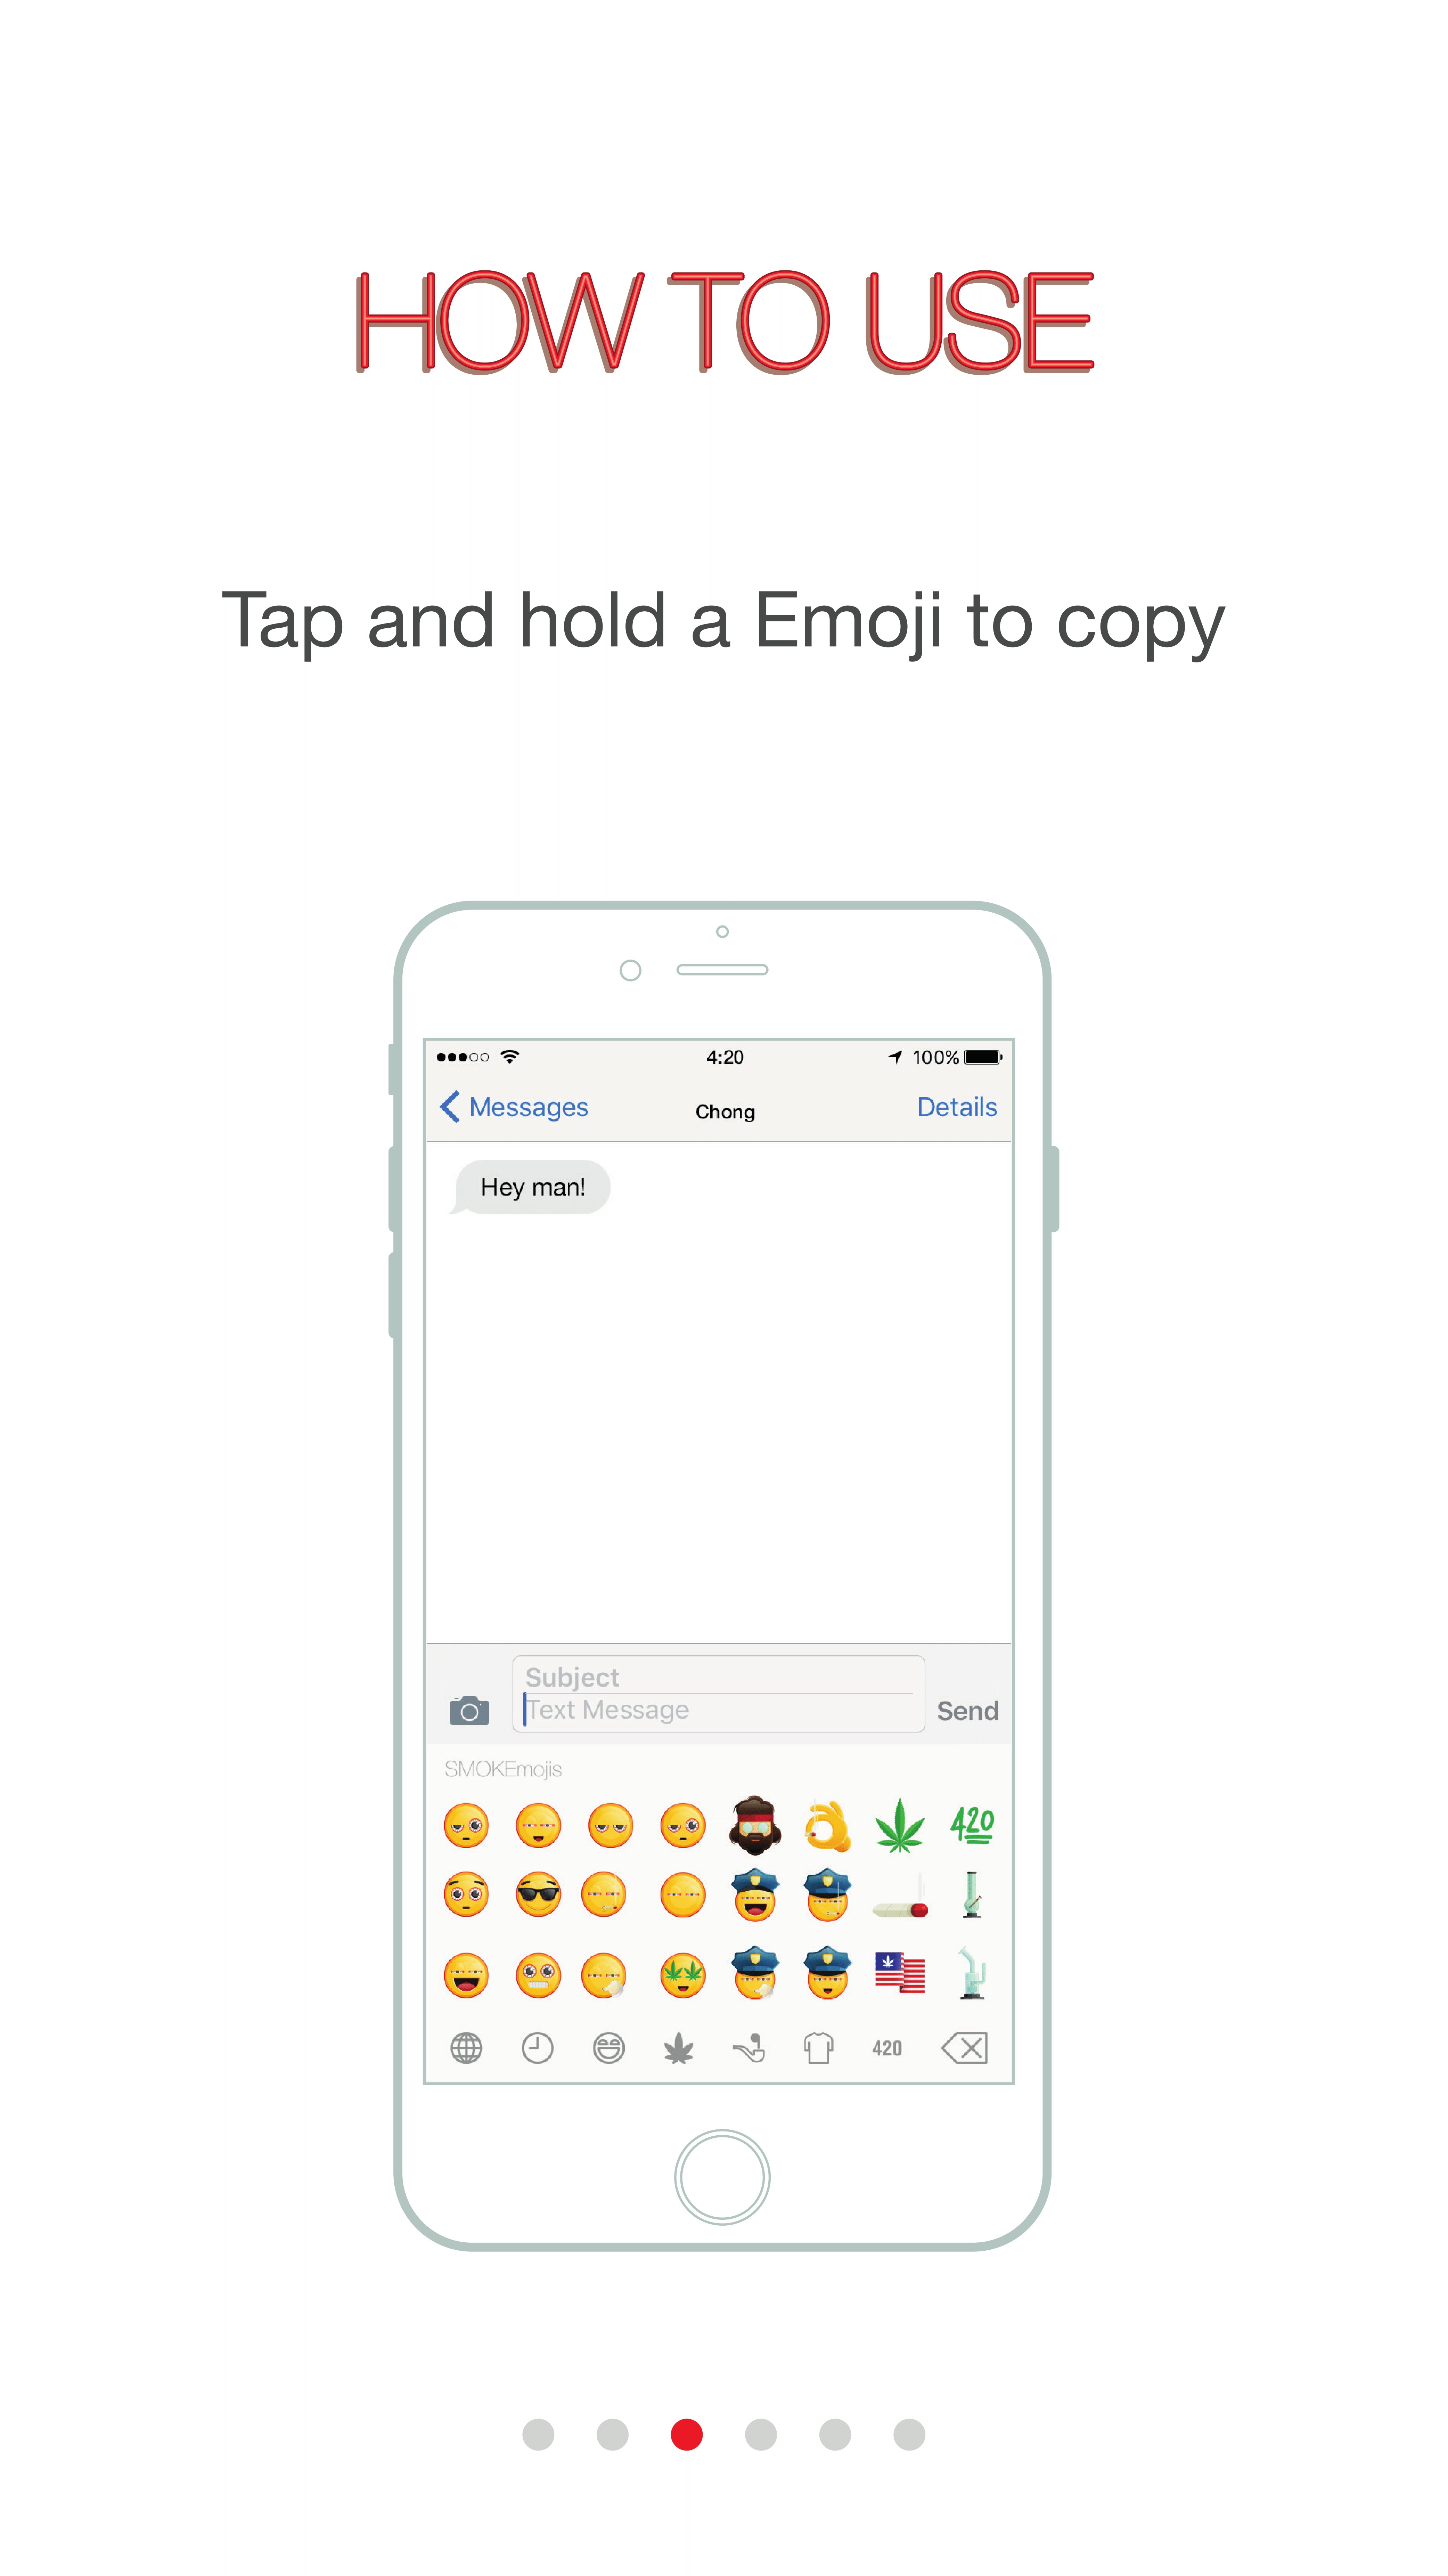 HOW TO USE
Tap and hold a Emoji to copy
4:20
100%
Messages
Chong
Details
Hey man!
Subject
Text Message
Send
SMOKEmojis
420
420